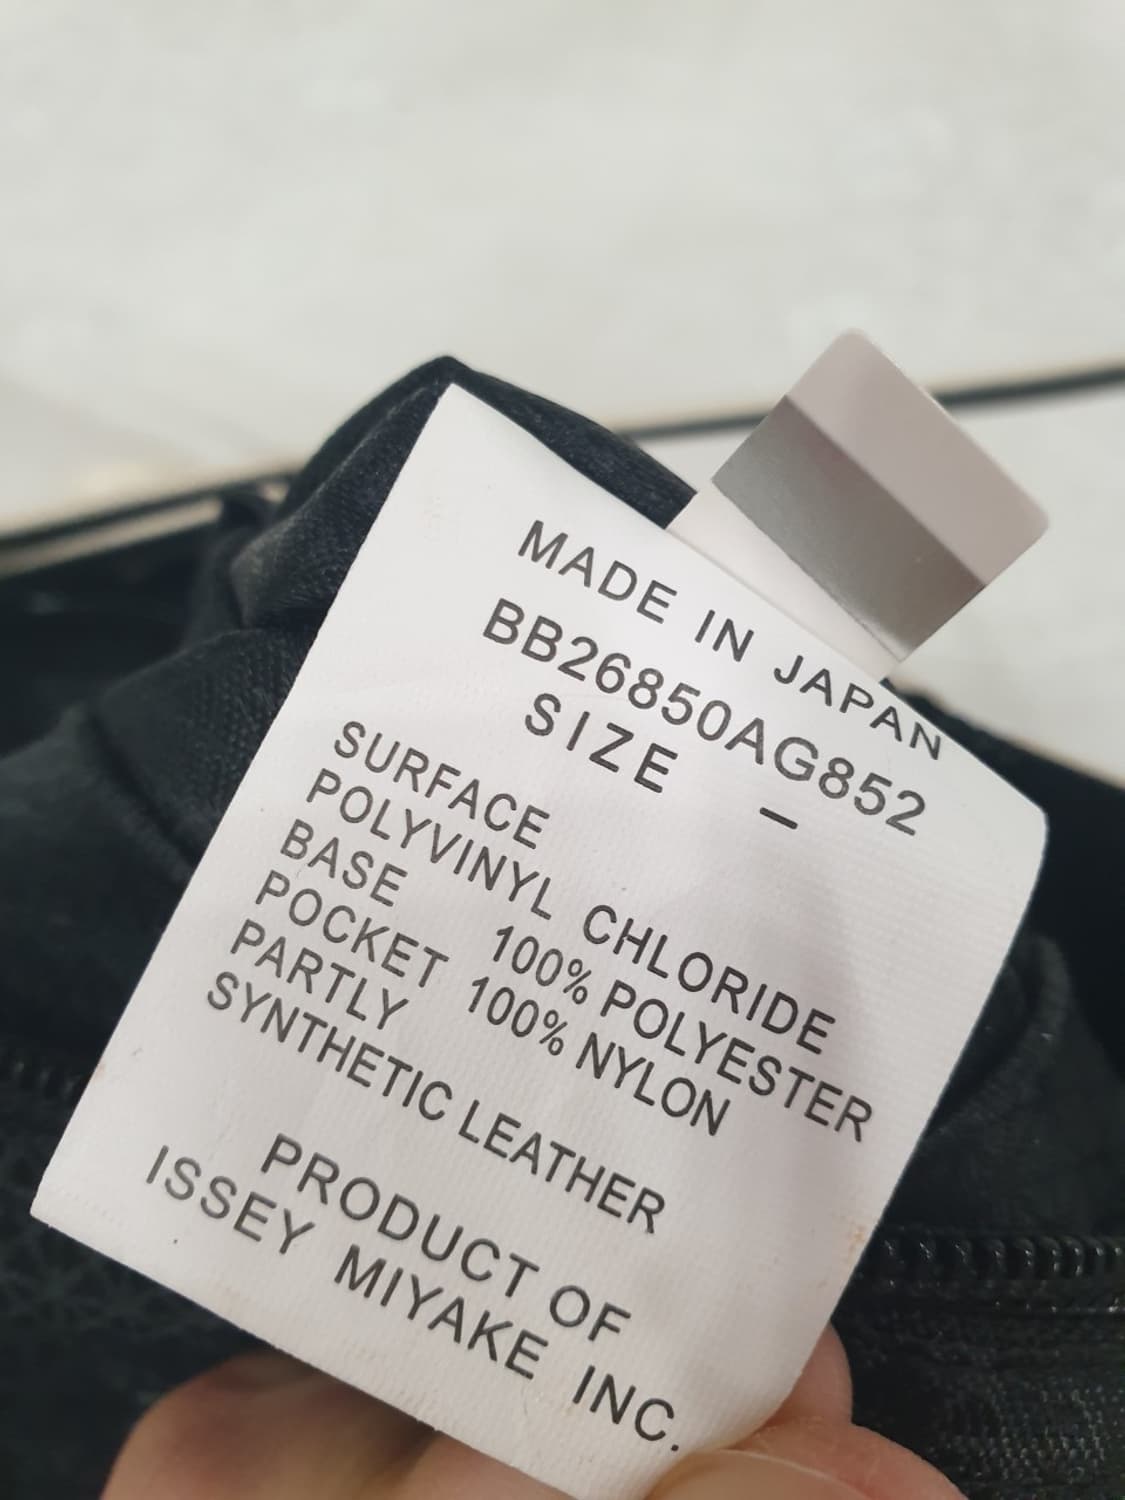 MADE IN JAPAN
BB26850AG852
SIZE –
SURFACE
POLYVINYL CHLORIDE
BASE 100% POLYESTER
POCKET 100% NYLON
PARTLY
SYNTHETIC LEATHER
PRODUCT OF
ISSEY MIYAKE INC.